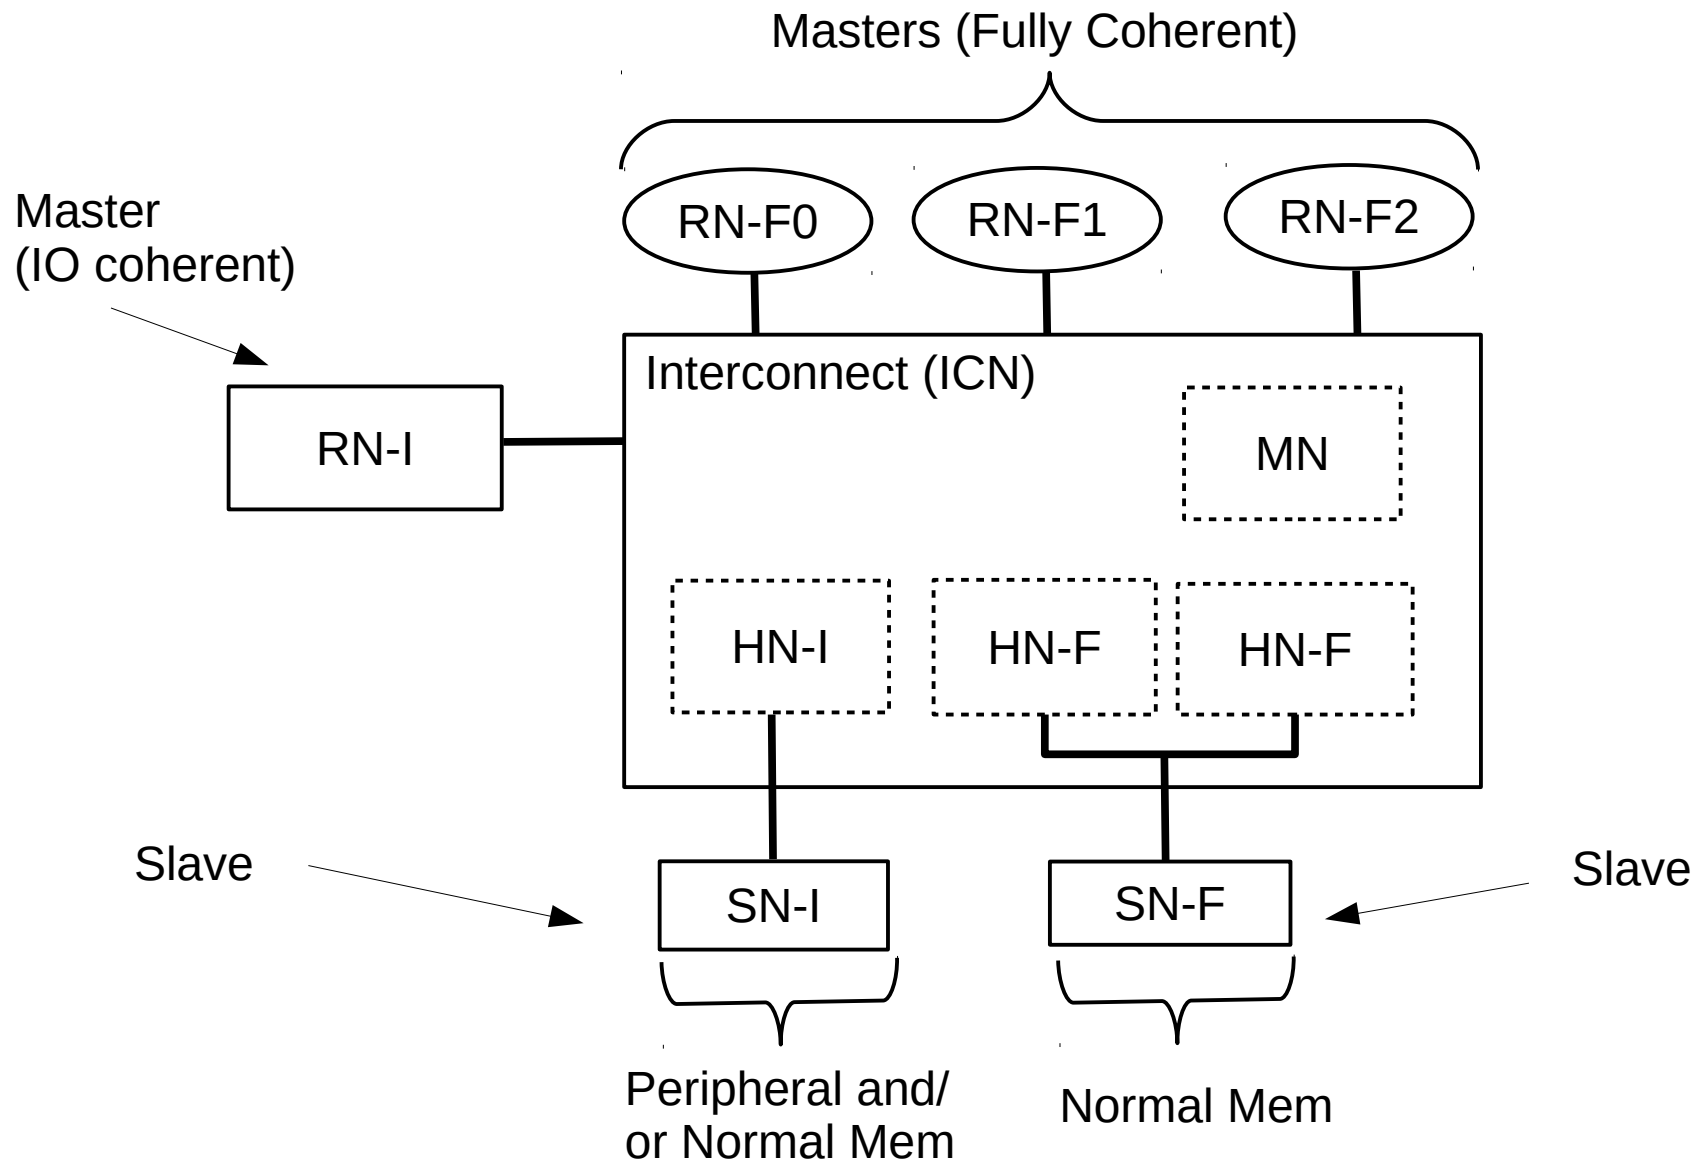 Masters (Fully Coherent)
Master
(IO coherent)
RN-F0
RN-F1
RN-F2
Interconnect (ICN)
RN-I
MN
HN-I
HN-F
HN-F
Slave
SN-I
SN-F
Slave
Peripheral and/
or Normal Mem
Normal Mem